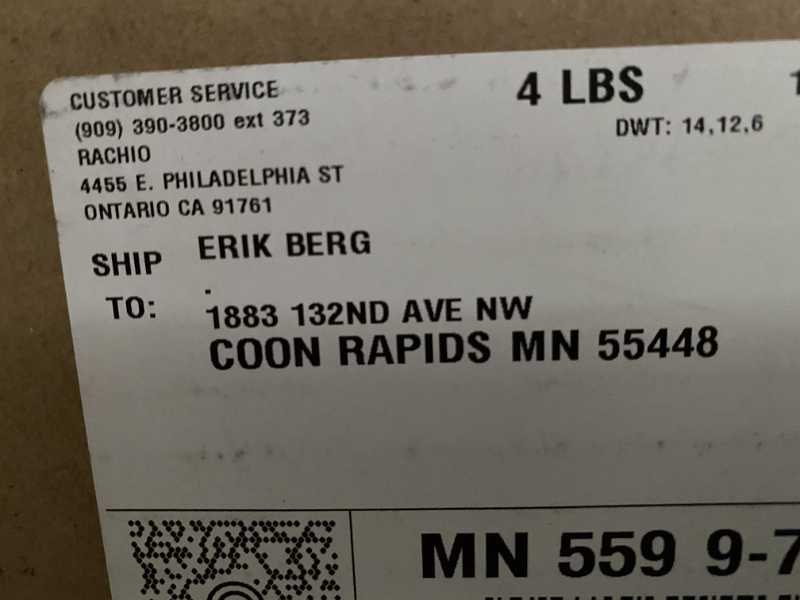 CUSTOMER SERVICE
(909) 390-3800 ext 373
RACHIO
4455 E. PHILADELPHIA ST
ONTARIO CA 91761
4 LBS
DWT: 14,12,6
SHIP TO:
ERIK BERG
.
1883 132ND AVE NW
COON RAPIDS MN 55448
MN 559 9-7